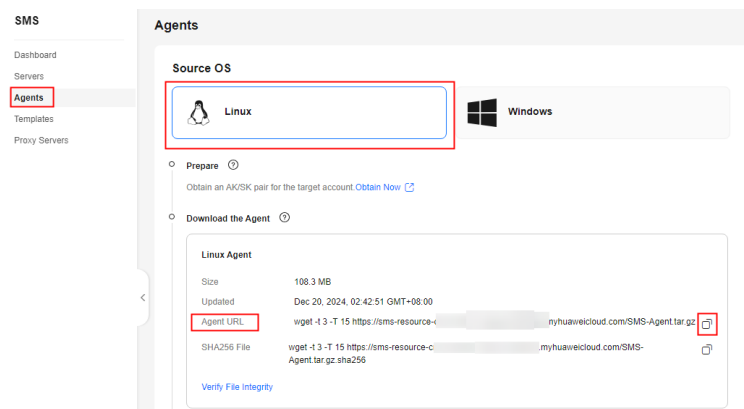 SMS
Dashboard
Servers
Agents
Templates
Proxy Servers
Agents
Source OS
Linux
Windows
Prepare
Obtain an AK/SK pair for the target account.Obtain Now
Download the Agent
Linux Agent
Size 108.3 MB
Updated Dec 20, 2024, 02:42:51 GMT+08:00
Agent URL wget -t 3 -T 15 https://sms-resource-c nyhuaweicloud.com/SMS-Agent.tar.gz
SHA256 File wget -t 3 -T 15 https://sms-resource-c .myhuaweicloud.com/SMS-
Agent.tar.gz.sha256
Verify File Integrity